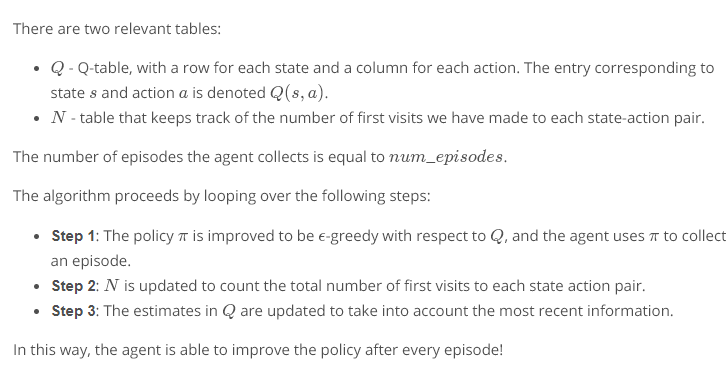 There are two relevant tables:
• Q - Q-table, with a row for each state and a column for each action. The entry corresponding to
state s and action a is denoted Q(s, a).
• N - table that keeps track of the number of first visits we have made to each state-action pair.
The number of episodes the agent collects is equal to num_episodes.
The algorithm proceeds by looping over the following steps:
• Step 1: The policy π is improved to be ϵ-greedy with respect to Q, and the agent uses π to collect
an episode.
• Step 2: N is updated to count the total number of first visits to each state action pair.
• Step 3: The estimates in Q are updated to take into account the most recent information.
In this way, the agent is able to improve the policy after every episode!